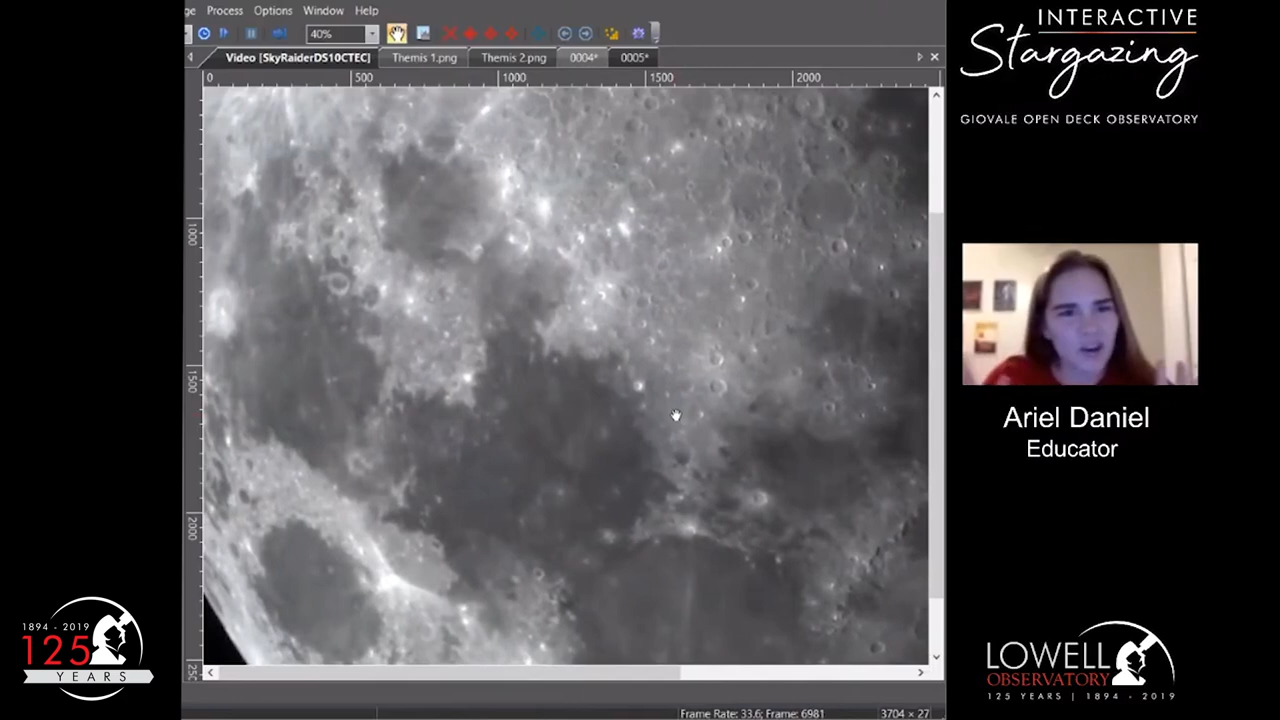 ge Process Options Window Help
40%
Video [SkyRaiderDS10CTEC] Themis 1.png Themis 2.png 0004* 0005*
0 500 1000 1500 2000
1000
1500
2000
Frame Rate: 33.6; Frame: 6981 3704 × 27
INTERACTIVE
Stargazing
GIOVALE OPEN DECK OBSERVATORY
Ariel Daniel
Educator
1894 - 2019
125
YEARS
LOWELL
OBSERVATORY
125 YEARS | 1894 - 2019